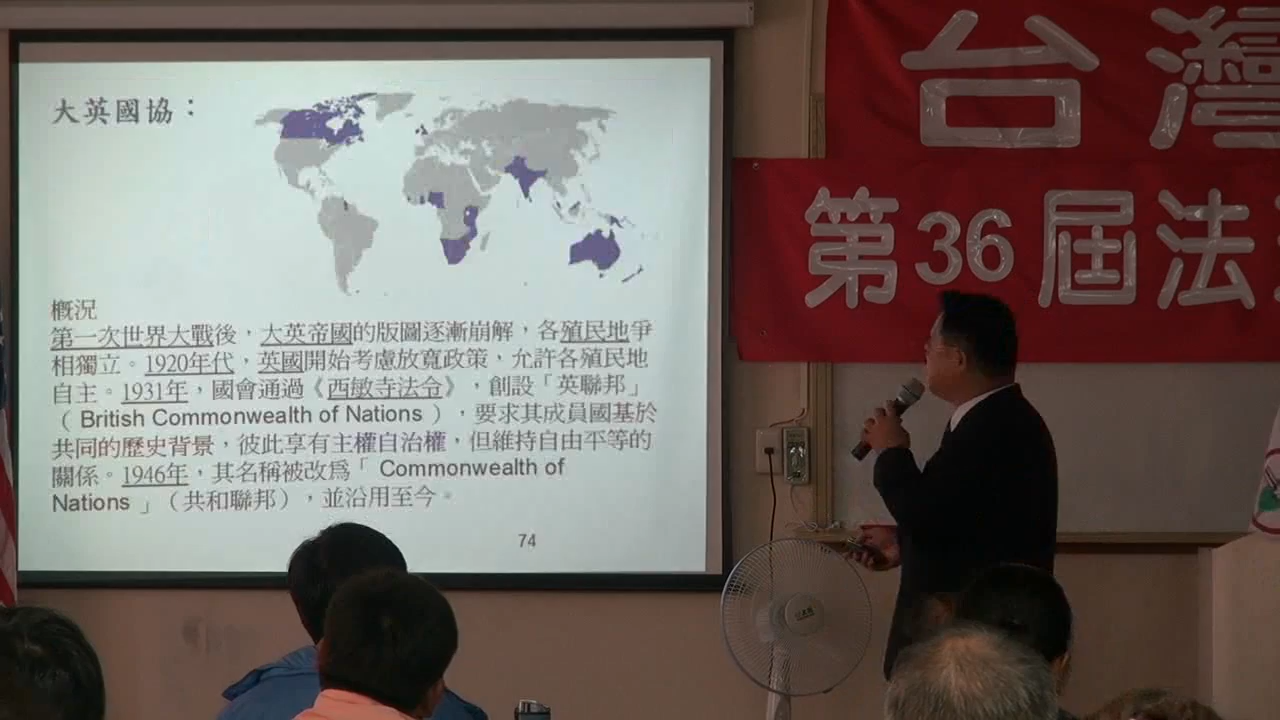 大英國協：
概況
第一次世界大戰後，大英帝國的版圖逐漸崩解，各殖民地爭
相獨立。1920年代，英國開始考慮放寬政策，允許各殖民地
自主。1931年，國會通過《西敏寺法令》，創設「英聯邦」
（ British Commonwealth of Nations ），要求其成員國基於
共同的歷史背景，彼此享有主權自治權，但維持自由平等的
關係。1946年，其名稱被改爲「 Commonwealth of
Nations 」（共和聯邦），並沿用至今。
74
台灣
第36屆法